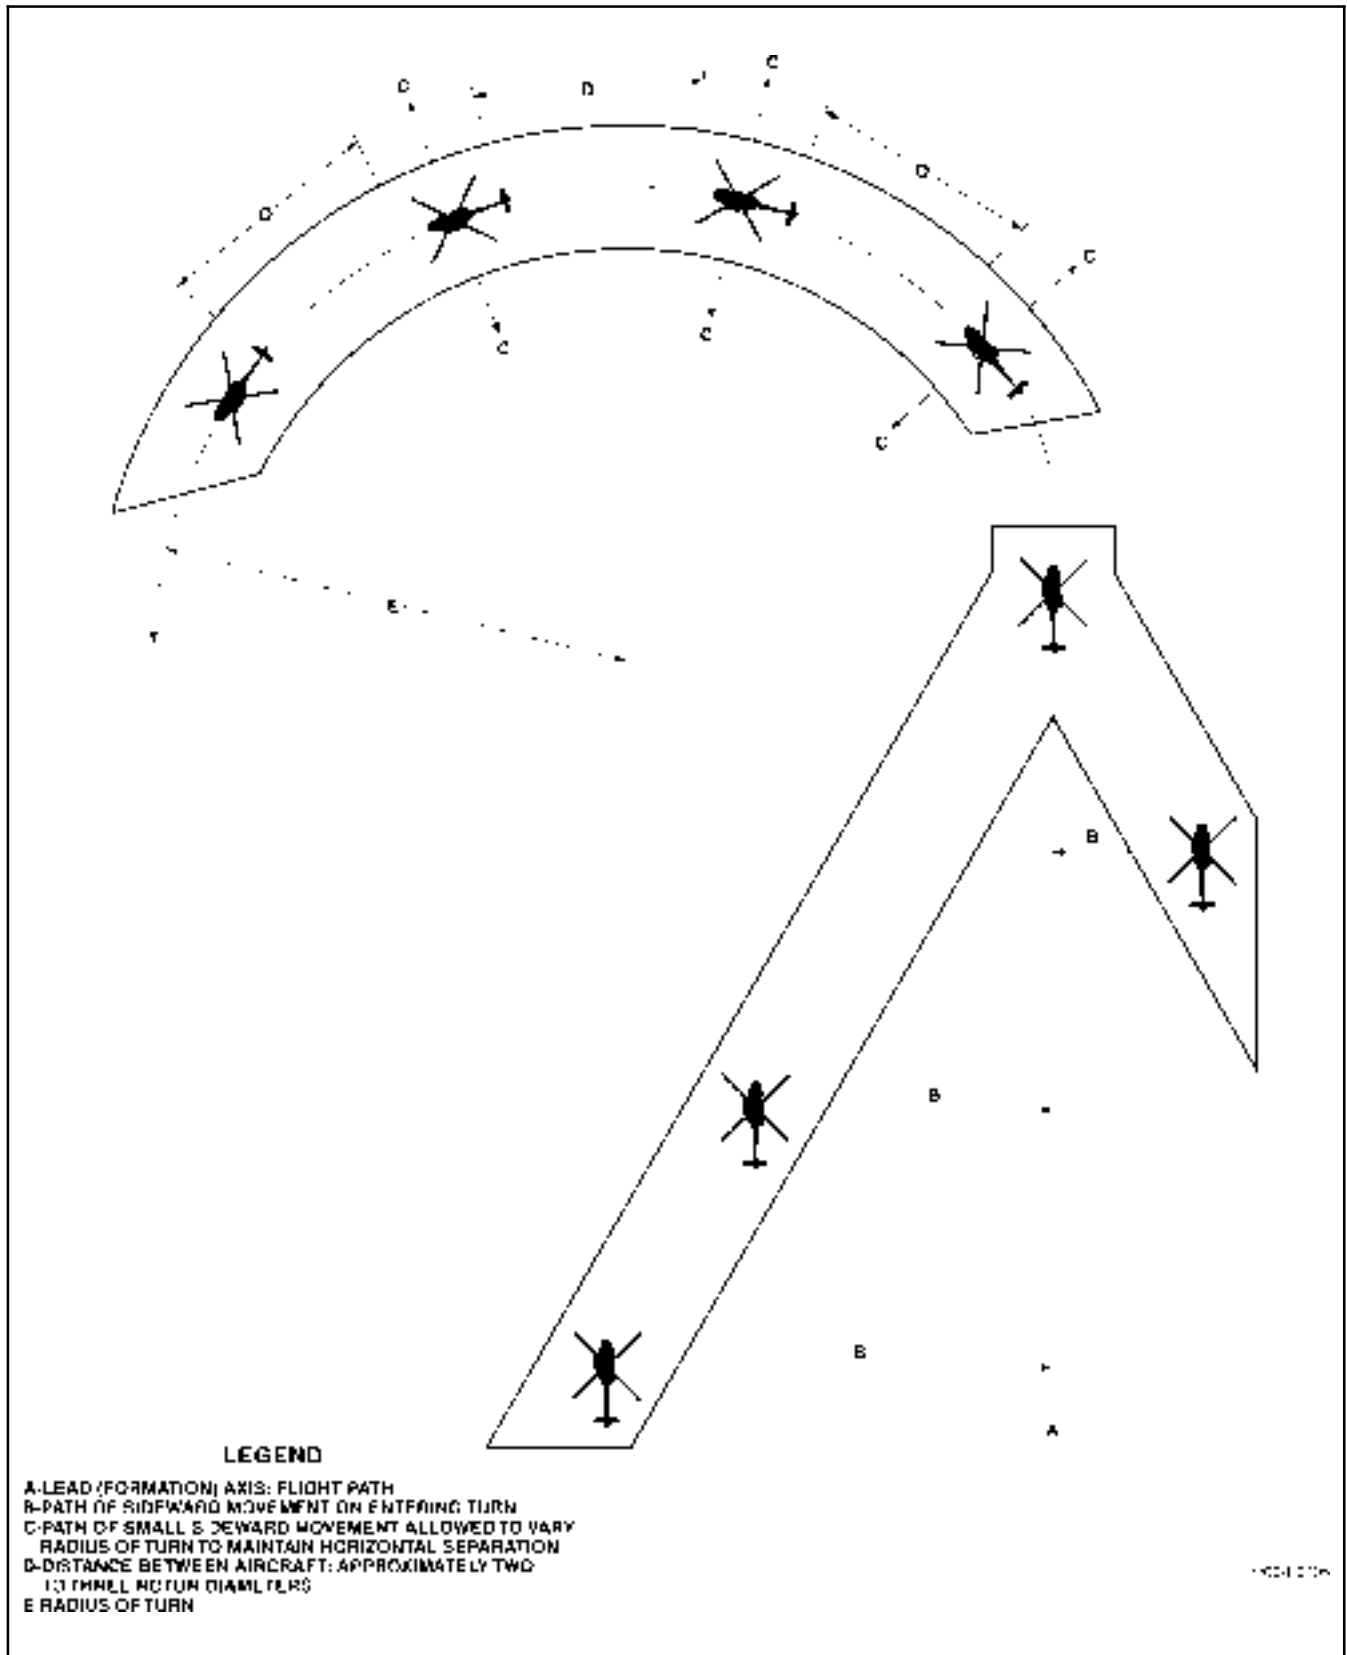 C
D
C
D
D
C
C
C
C
E
B
B
B
A
LEGEND
A-LEAD (FORMATION) AXIS: FLIGHT PATH
B-PATH OF SIDEWARD MOVEMENT ON ENTERING TURN
C-PATH OF SMALL SIDEWARD MOVEMENT ALLOWED TO VARY
RADIUS OF TURN TO MAINTAIN HORIZONTAL SEPARATION
D-DISTANCE BETWEEN AIRCRAFT: APPROXIMATELY TWO
TO THREE ROTOR DIAMETERS
E RADIUS OF TURN